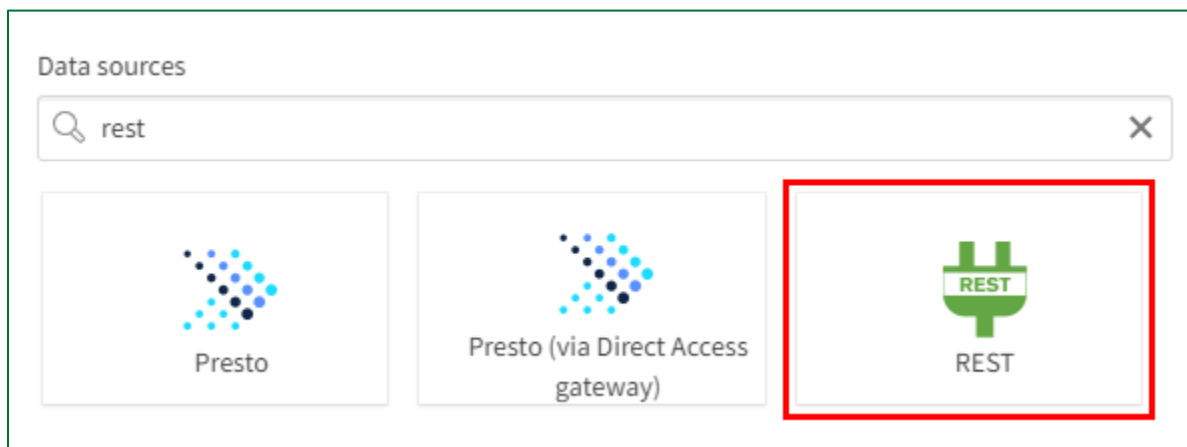 Data sources
rest
Presto
Presto (via Direct Access
gateway)
REST
REST